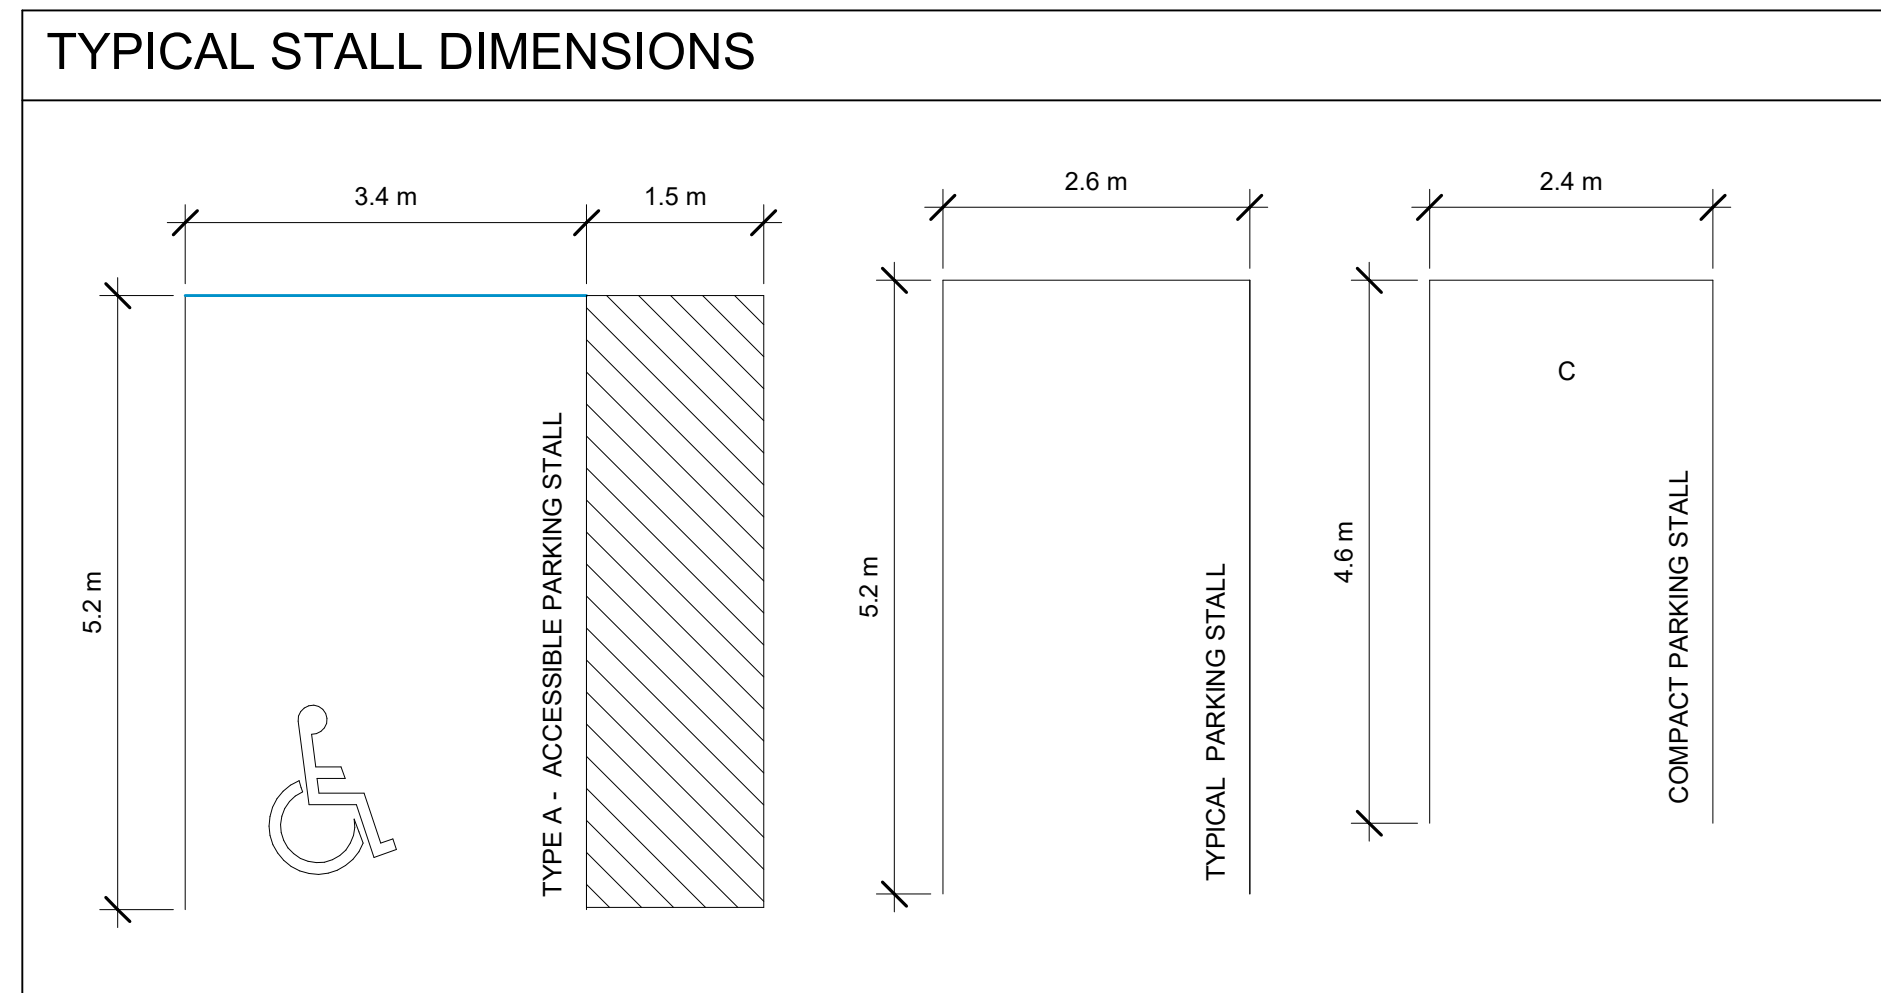 TYPICAL STALL DIMENSIONS
3.4 m
1.5 m
5.2 m
TYPE A - ACCESSIBLE PARKING STALL
2.6 m
5.2 m
TYPICAL PARKING STALL
2.4 m
4.6 m
C
COMPACT PARKING STALL